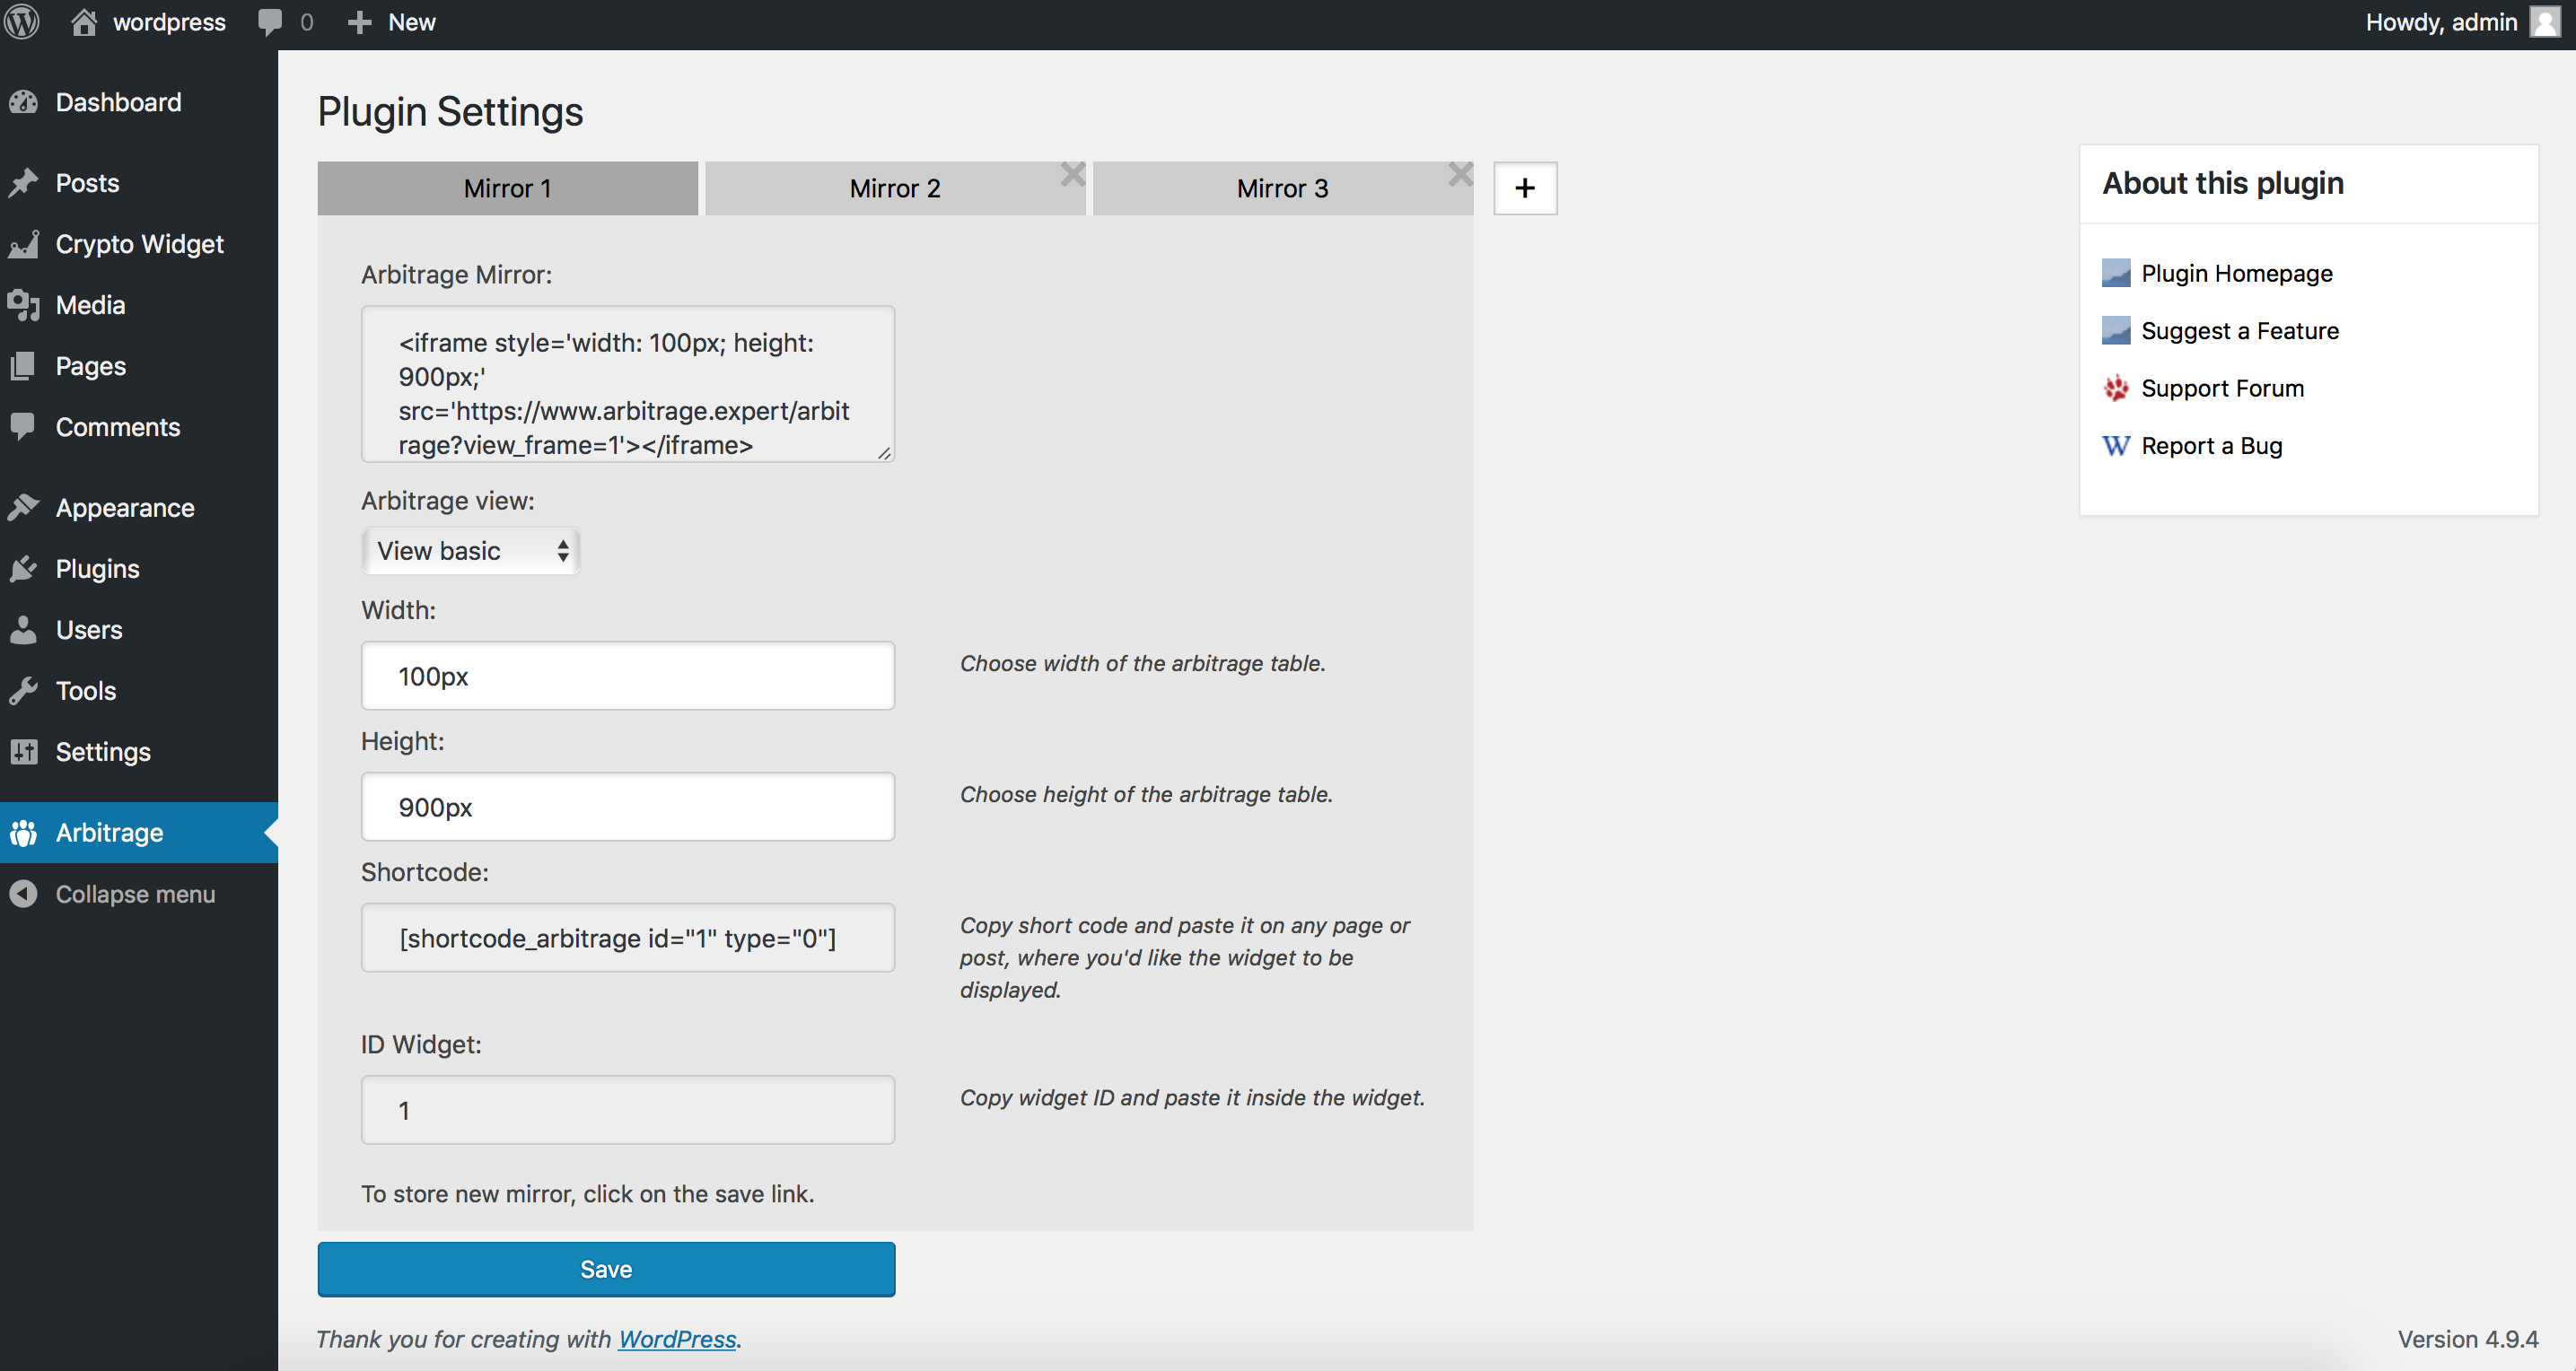 wordpress
0
New
Howdy, admin
Dashboard
Posts
Crypto Widget
Media
Pages
Comments
Appearance
Plugins
Users
Tools
Settings
Arbitrage
Collapse menu
Plugin Settings
Mirror 1
Mirror 2
Mirror 3
+
Arbitrage Mirror:
<iframe style='width: 100px; height:
900px;'
src='https://www.arbitrage.expert/arbit
rage?view_frame=1'></iframe>
Arbitrage view:
View basic
Width:
100px
Choose width of the arbitrage table.
Height:
900px
Choose height of the arbitrage table.
Shortcode:
[shortcode_arbitrage id="1" type="0"]
Copy short code and paste it on any page or
post, where you'd like the widget to be
displayed.
ID Widget:
1
Copy widget ID and paste it inside the widget.
To store new mirror, click on the save link.
Save
About this plugin
Plugin Homepage
Suggest a Feature
Support Forum
W Report a Bug
Thank you for creating with WordPress.
Version 4.9.4